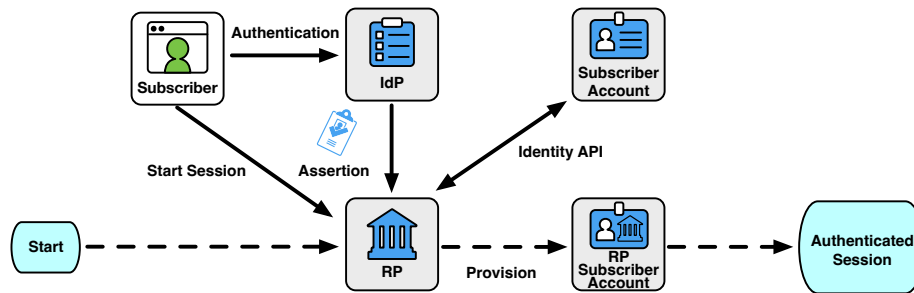 Authentication
Subscriber
IdP
Subscriber
Account
Start Session
Assertion
Identity API
Start
RP
Provision
RP
Subscriber
Account
Authenticated
Session